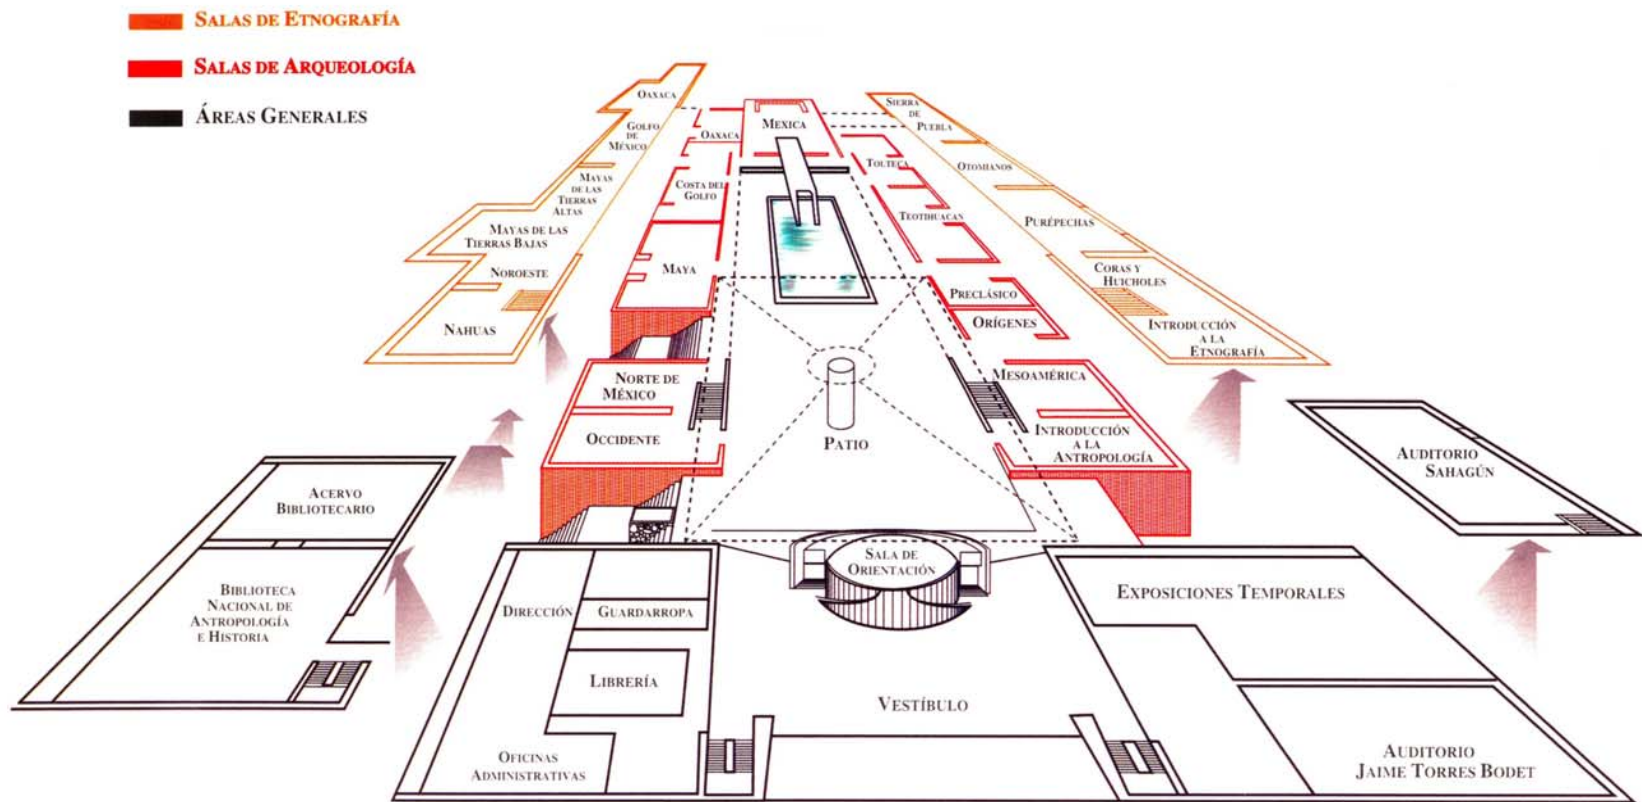 SALAS DE ETNOGRAFÍA
SALAS DE ARQUEOLOGÍA
ÁREAS GENERALES
OAXACA
GOLFO
DE
MÉXICO
MAYAS
DE LAS
TIERRAS
ALTAS
MAYAS DE LAS
TIERRAS BAJAS
NOROESTE
NAHUAS
OAXACA
MEXICA
COSTA DEL
GOLFO
MAYA
NORTE DE
MÉXICO
OCCIDENTE
TOLTECA
TEOTIHUACAN
PRECLÁSICO
ORÍGENES
MESOAMÉRICA
INTRODUCCIÓN
A LA
ANTROPOLOGÍA
SIERRA
DE
PUEBLA
OTOMIANOS
PURÉPECHAS
CORAS Y
HUICHOLES
INTRODUCCIÓN
A LA
ETNOGRAFÍA
PATIO
AUDITORIO
SAHAGÚN
ACERVO
BIBLIOTECARIO
BIBLIOTECA
NACIONAL DE
ANTROPOLOGÍA
E HISTORIA
SALA DE
ORIENTACIÓN
DIRECCIÓN
GUARDARROPA
LIBRERÍA
OFICINAS
ADMINISTRATIVAS
VESTÍBULO
EXPOSICIONES TEMPORALES
AUDITORIO
JAIME TORRES BODET